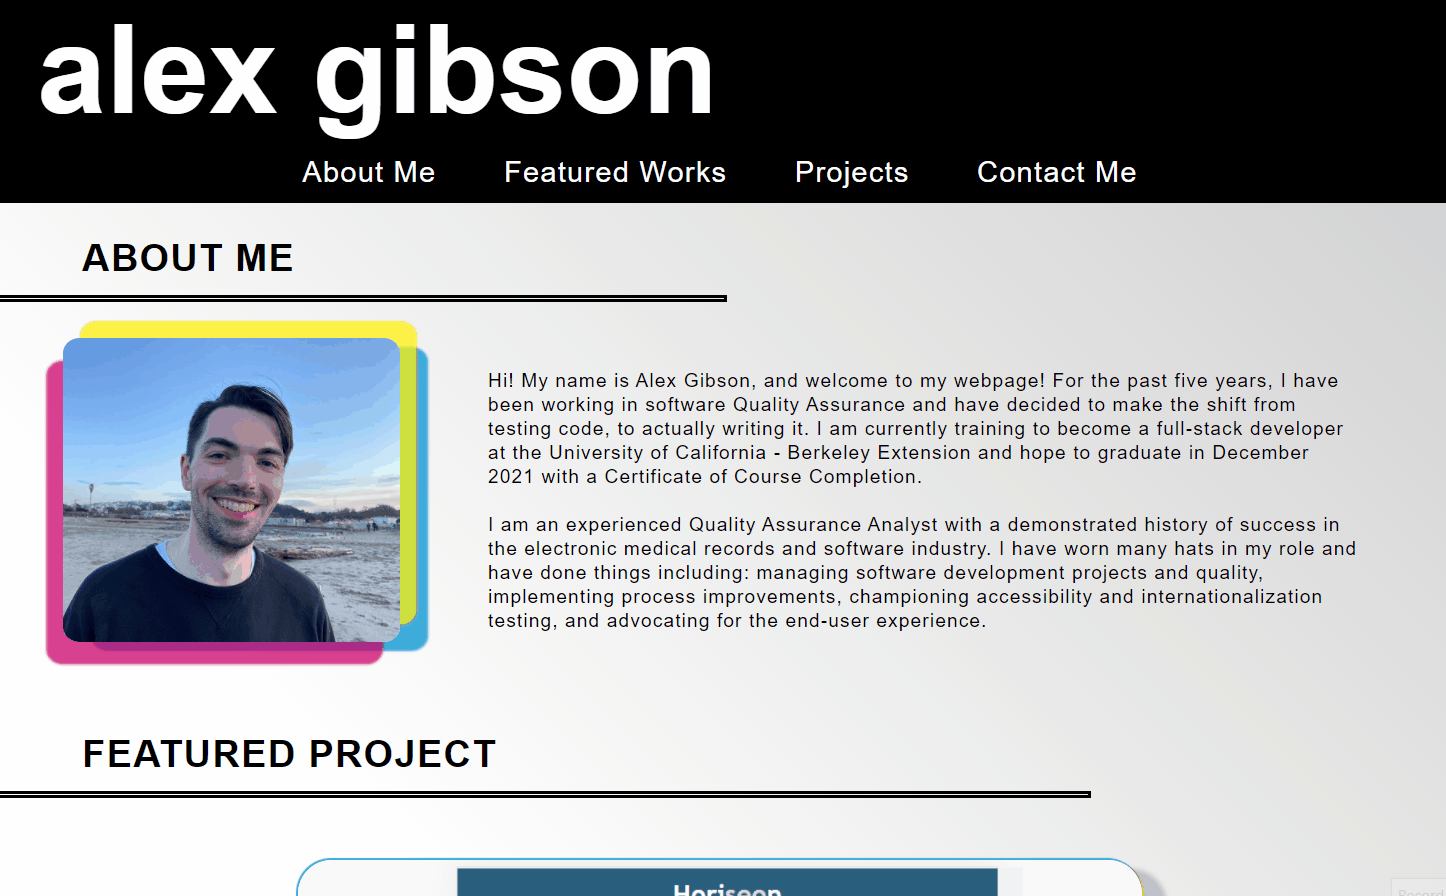 alex gibson
About Me Featured Works Projects Contact Me
ABOUT ME
Hi! My name is Alex Gibson, and welcome to my webpage! For the past five years, I have
been working in software Quality Assurance and have decided to make the shift from
testing code, to actually writing it. I am currently training to become a full-stack developer
at the University of California - Berkeley Extension and hope to graduate in December
2021 with a Certificate of Course Completion.
I am an experienced Quality Assurance Analyst with a demonstrated history of success in
the electronic medical records and software industry. I have worn many hats in my role and
have done things including: managing software development projects and quality,
implementing process improvements, championing accessibility and internationalization
testing, and advocating for the end-user experience.
FEATURED PROJECT
Horiseon
Record